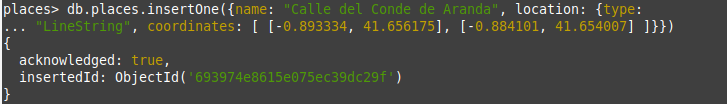 places> db.places.insertOne({name: "Calle del Conde de Aranda", location: {type:
... "LineString", coordinates: [ [-0.893334, 41.656175], [-0.884101, 41.654007] ]}})
{
  acknowledged: true,
  insertedId: ObjectId('693974e8615e075ec39dc29f')
}